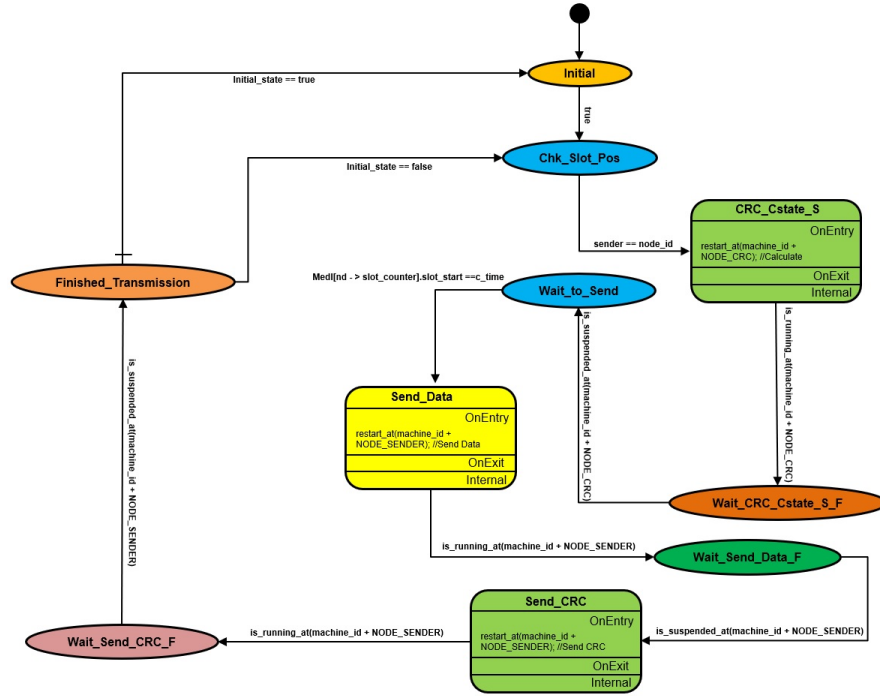 Initial
Initial_state == true
true
Initial_state == false
Chk_Slot_Pos
CRC_Cstate_S
OnEntry
restart_at(machine_id +
NODE_CRC); //Calculate
OnExit
Internal
sender == node_id
Finished_Transmission
Medl[nd - > slot_counter].slot_start ==c_time
Wait_to_Send
is_running_at(machine_id + NODE_CRC)
is_suspended_at(machine_id + NODE_CRC)
is_suspended_at(machine_id + NODE_SENDER)
Send_Data
OnEntry
restart_at(machine_id +
NODE_SENDER); //Send Data
OnExit
Internal
Wait_CRC_Cstate_S_F
is_running_at(machine_id + NODE_SENDER)
Wait_Send_Data_F
Send_CRC
OnEntry
restart_at(machine_id +
NODE_SENDER); //Send CRC
OnExit
Internal
is_suspended_at(machine_id + NODE_SENDER)
is_running_at(machine_id + NODE_SENDER)
Wait_Send_CRC_F